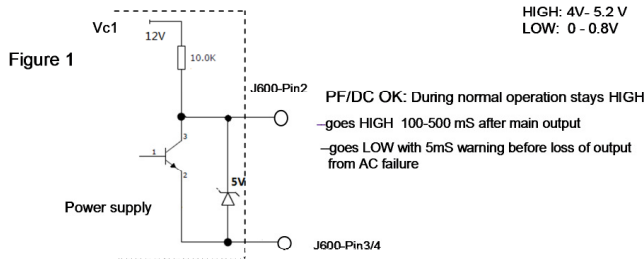 HIGH: 4V- 5.2 V
LOW: 0 - 0.8V
Vc1
12V
Figure 1
10.0K
J600-Pin2
PF/DC OK: During normal operation stays HIGH
–goes HIGH 100-500 mS after main output
–goes LOW with 5mS warning before loss of output
from AC failure
3
1
2
5V
Power supply
J600-Pin3/4